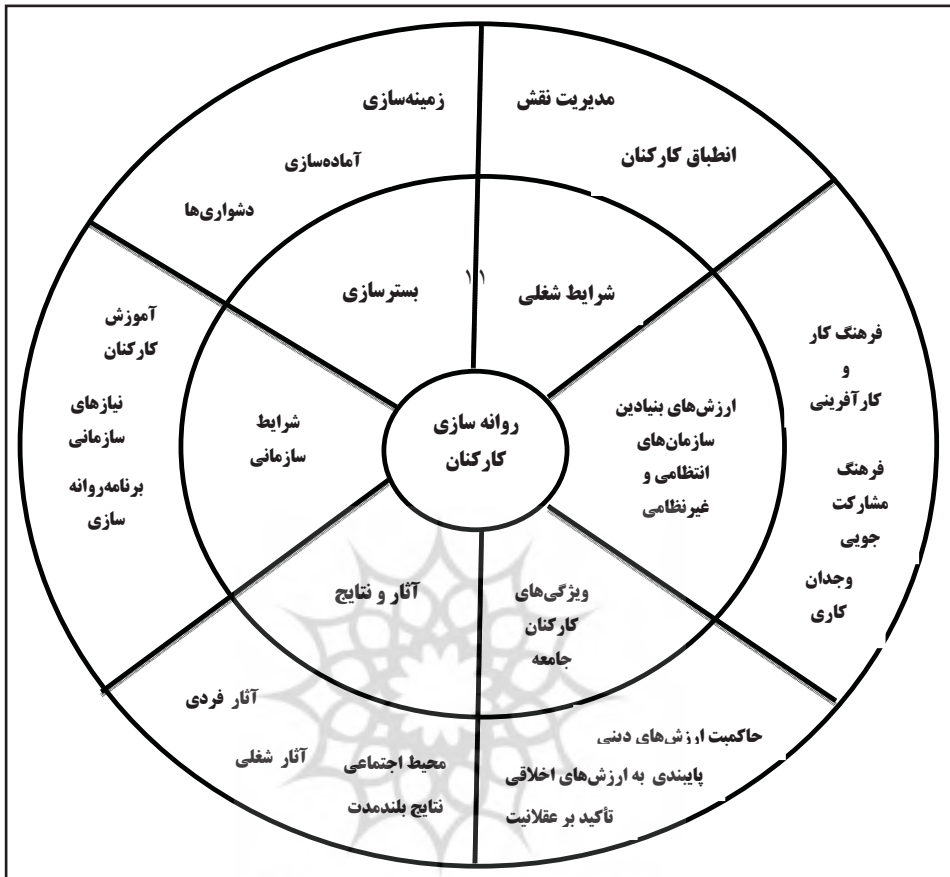 زمینه‌سازی
آماده‌سازی
دشواری‌ها
مدیریت نقش
انطباق کارکنان
بسترسازی
۱۱
شرایط شغلی
فرهنگ کار
و
کارآفرینی
فرهنگ
مشارکت
جویی
وجدان
کاری
ارزش‌های بنیادین
سازمان‌های
انتظامی و
غیرنظامی
روانه سازی
کارکنان
شرایط
سازمانی
آموزش
کارکنان
نیازهای
سازمانی
برنامه‌روانه
سازی
ویژگی‌های
کارکنان
جامعه
آثار و نتایج
حاکمیت ارزش‌های دینی
پایبندی به ارزش‌های اخلاقی
تأکید بر عقلانیت
آثار فردی
آثار شغلی
محیط اجتماعی
نتایج بلندمدت